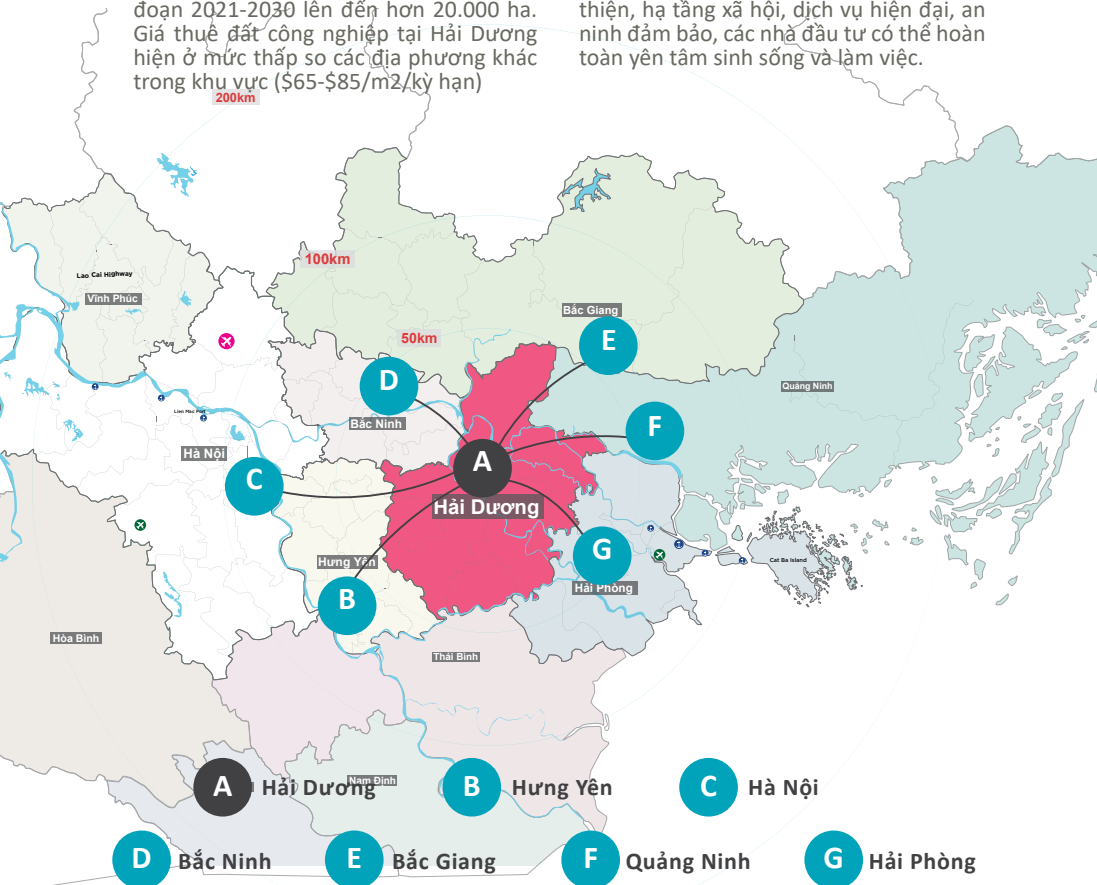 đoạn 2021-2030 lên đến hơn 20.000 ha.
Giá thuê đất công nghiệp tại Hải Dương
hiện ở mức thấp so các địa phương khác
trong khu vực ($65-$85/m2/kỳ hạn)
thiện, hạ tầng xã hội, dịch vụ hiện đại, an
ninh đảm bảo, các nhà đầu tư có thể hoàn
toàn yên tâm sinh sống và làm việc.
200km
100km
Lao Cai Highway
Vĩnh Phúc
Bắc Giang
50km
E
D
Quảng Ninh
Lien Mac Port
Bắc Ninh
F
Hà Nội
A
C
Hải Dương
G
Hưng Yên
Cat Ba Island
Hải Phòng
B
Hòa Bình
Thái Bình
Nam Định
A Hải Dương
B Hưng Yên
C Hà Nội
D Bắc Ninh
E Bắc Giang
F Quảng Ninh
G Hải Phòng